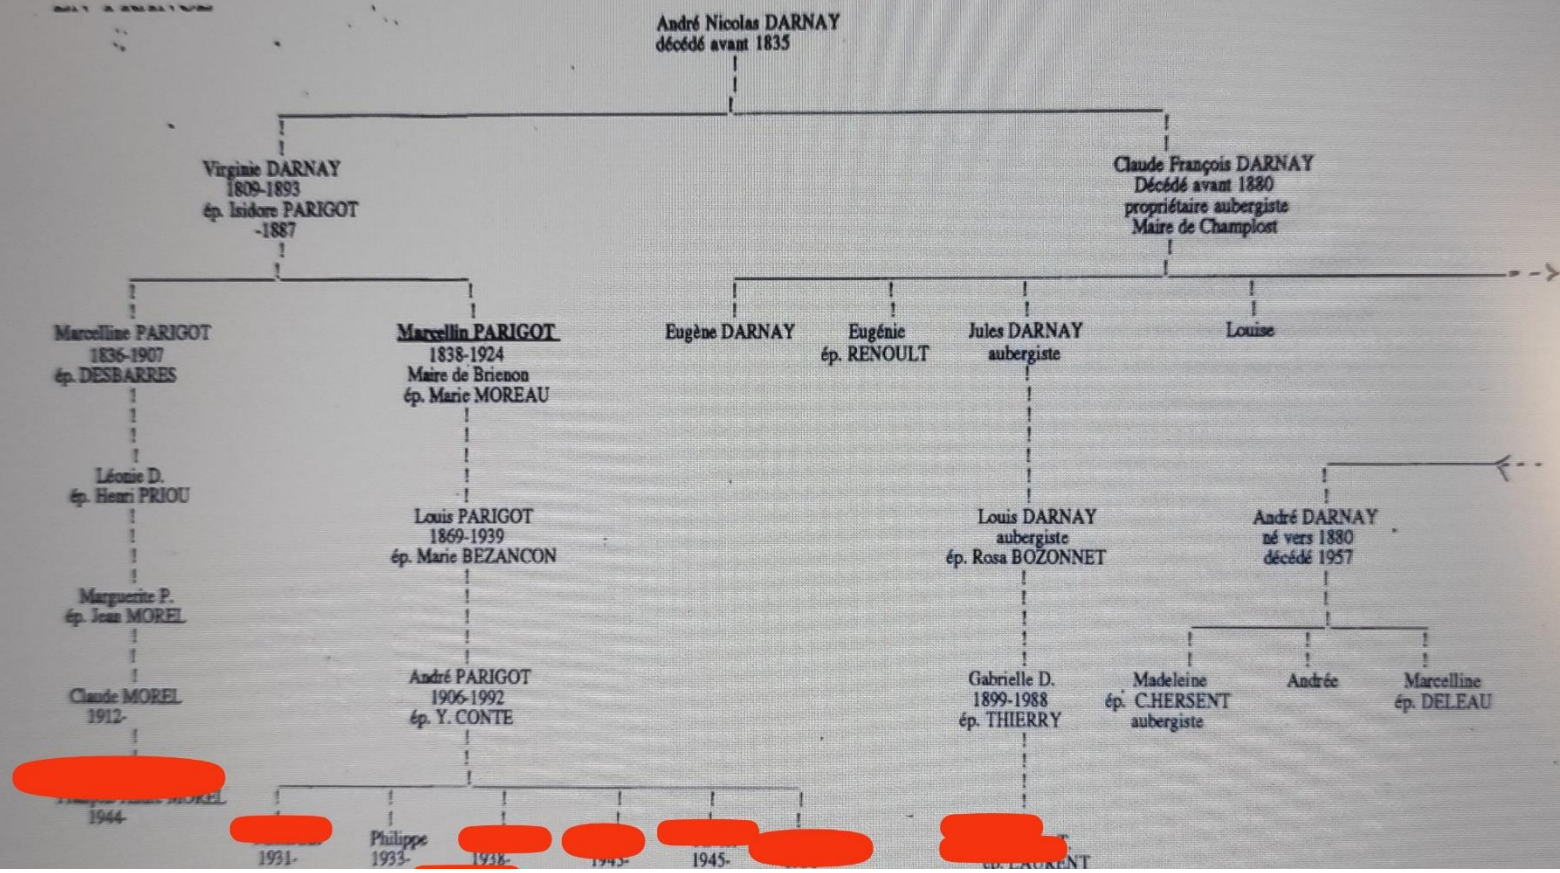 André Nicolas DARNAY
décédé avant 1835
Virginie DARNAY
1809-1893
ép. Isidore PARIGOT
-1887
Claude François DARNAY
Décédé avant 1880
propriétaire aubergiste
Maire de Champlost
Marcelline PARIGOT
1836-1907
ép. DESBARRES
Marcellin PARIGOT
1838-1924
Maire de Brienon
ép. Marie MOREAU
Eugène DARNAY
Eugénie
ép. RENOULT
Jules DARNAY
aubergiste
Louise
Léonie D.
ép. Henri PRIOU
Louis PARIGOT
1869-1939
ép. Marie BEZANCON
Louis DARNAY
aubergiste
ép. Rosa BOZONNET
André DARNAY
né vers 1880
décédé 1957
Marguerite P.
ép. Jean MOREL
Claude MOREL
1912-
André PARIGOT
1906-1992
ép. Y. CONTE
Gabrielle D.
1899-1988
ép. THIERRY
Madeleine
ép. C.HERSENT
aubergiste
Andrée
Marcelline
ép. DELEAU
MOREL
1944-
1931-
Philippe
1933-
1938-
1943-
1945-
ép. LAURENT